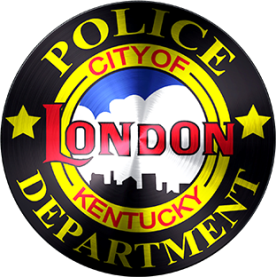 POLICE
CITY OF
LONDON
KENTUCKY
DEPARTMENT